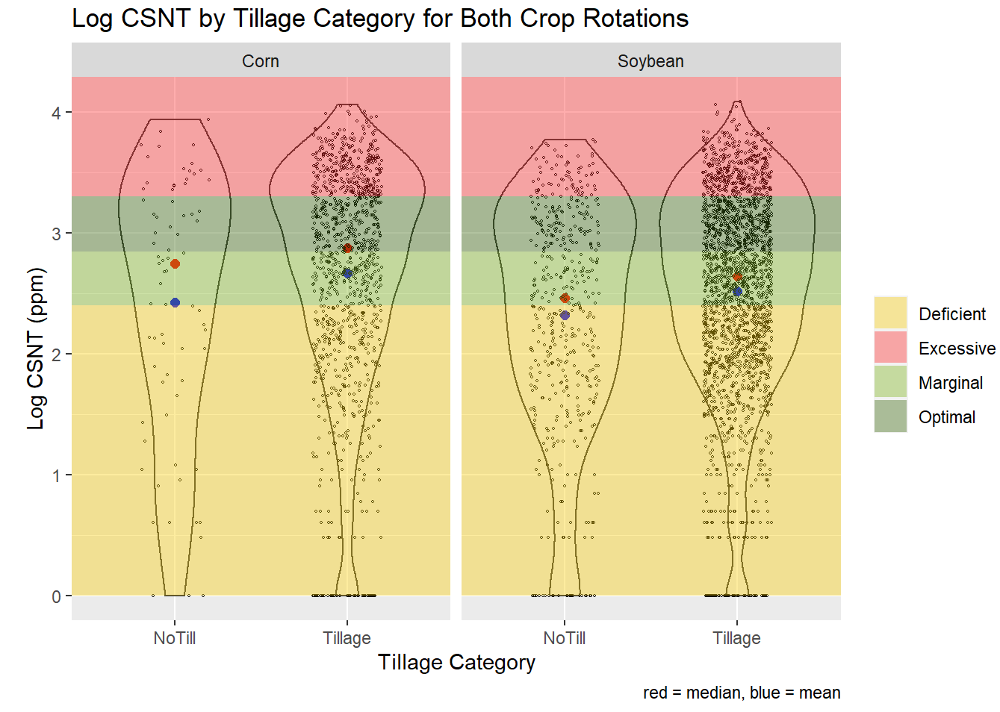 Log CSNT by Tillage Category for Both Crop Rotations
Corn
Soybean
4
3
2
1
0
Log CSNT (ppm)
NoTill
Tillage
NoTill
Tillage
Tillage Category
Deficient
Excessive
Marginal
Optimal
red = median, blue = mean